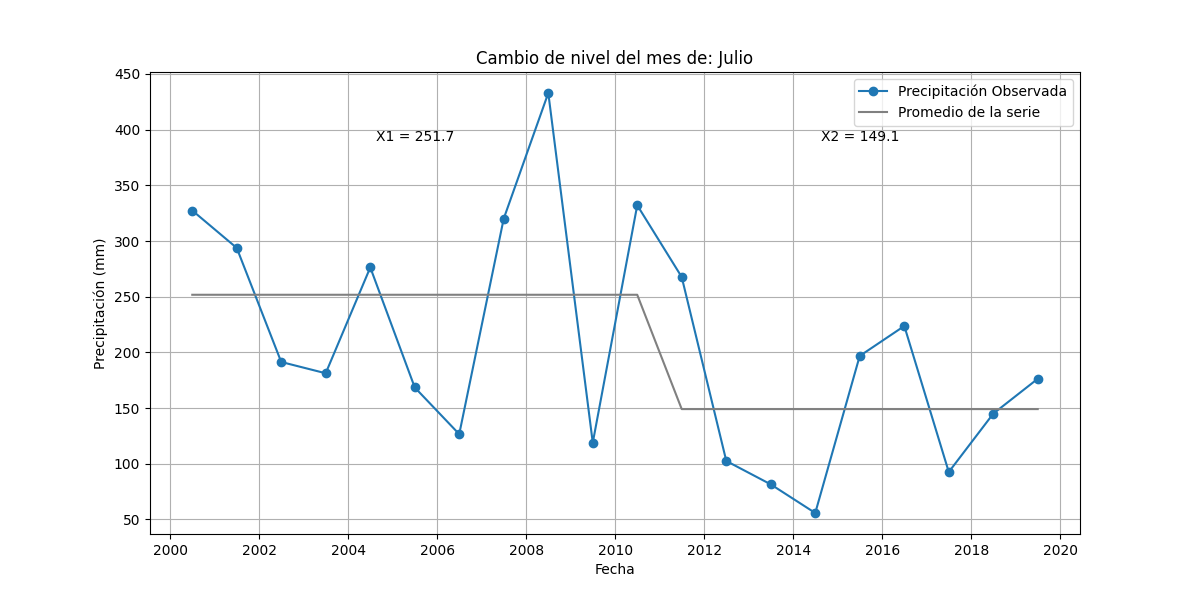 Cambio de nivel del mes de: Julio
Precipitación Observada
Promedio de la serie
X1 = 251.7
X2 = 149.1
Precipitación (mm)
450
400
350
300
250
200
150
100
50
2000 2002 2004 2006 2008 2010 2012 2014 2016 2018 2020
Fecha